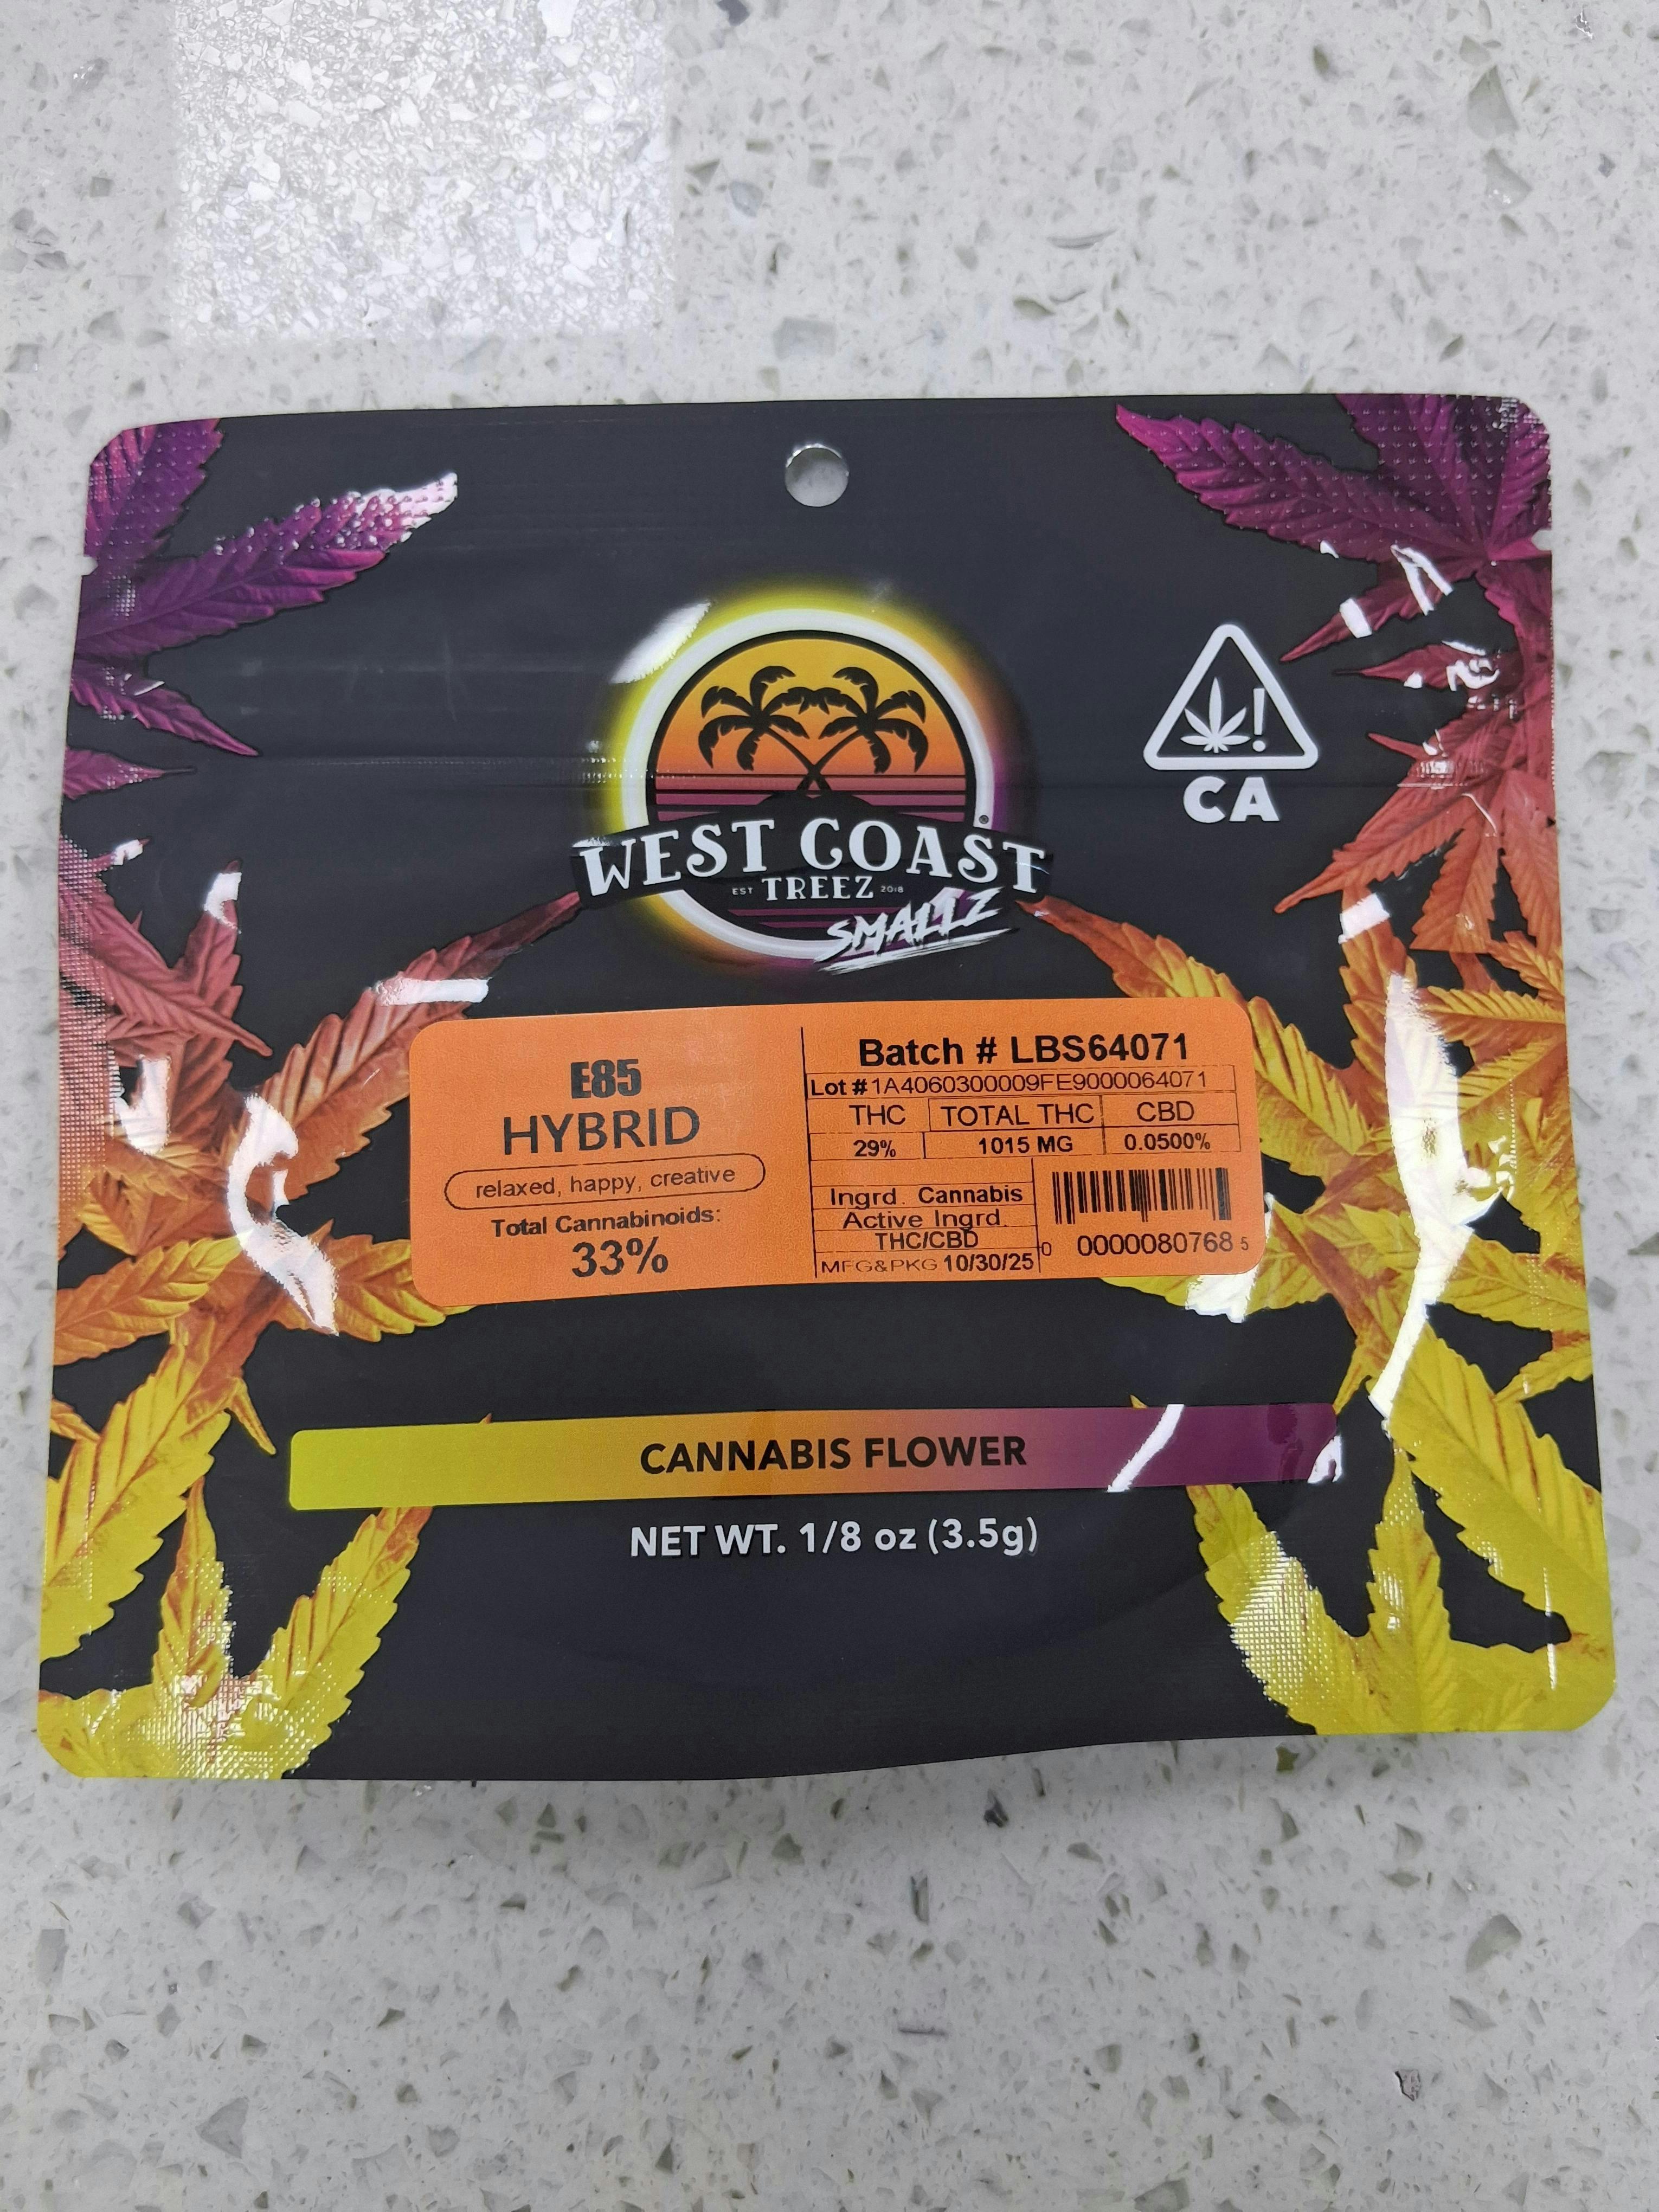 WEST COAST
EST TREEZ 2018
SMALLZ
®
CA
E85
HYBRID
relaxed, happy, creative
Total Cannabinoids:
33%
Batch # LBS64071
Lot # 1A4060300009FE9000064071
THC TOTAL THC CBD
29% 1015 MG 0.0500%
Ingrd. Cannabis
Active Ingrd.
THC/CBD
MFG&PKG 10/30/25
0 0000080768 5
CANNABIS FLOWER
NET WT. 1/8 oz (3.5g)